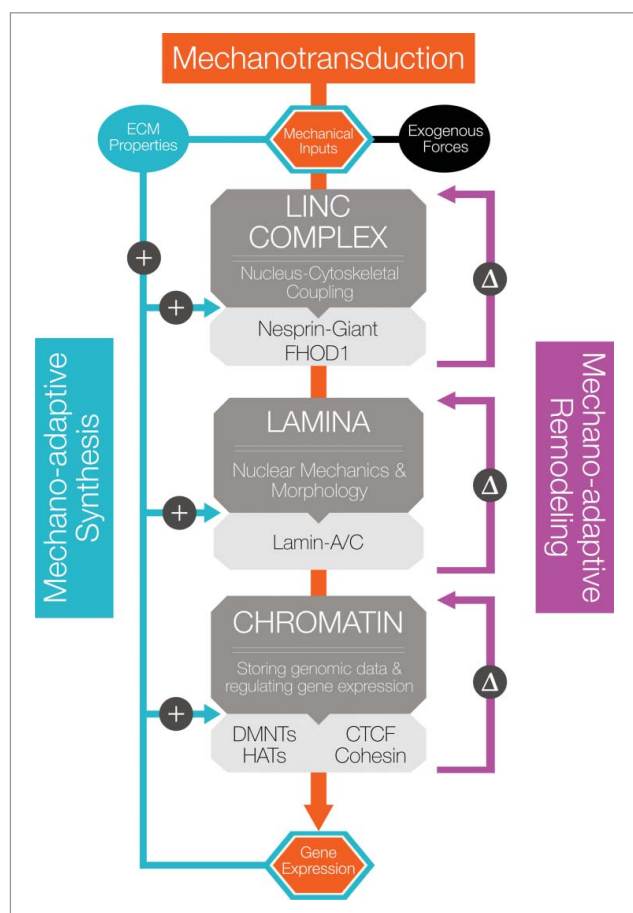 Mechanotransduction
ECM
Properties
Mechanical
Inputs
Exogenous
Forces
LINC
COMPLEX
Nucleus-Cytoskeletal
Coupling
Nesprin-Giant
FHOD1
+
+
Δ
Mechano-adaptive
Synthesis
Mechano-adaptive
Remodeling
LAMINA
Nuclear Mechanics &
Morphology
Lamin-A/C
+
Δ
CHROMATIN
Storing genomic data &
regulating gene expression
DMNTs
HATs
CTCF
Cohesin
+
Δ
Gene
Expression